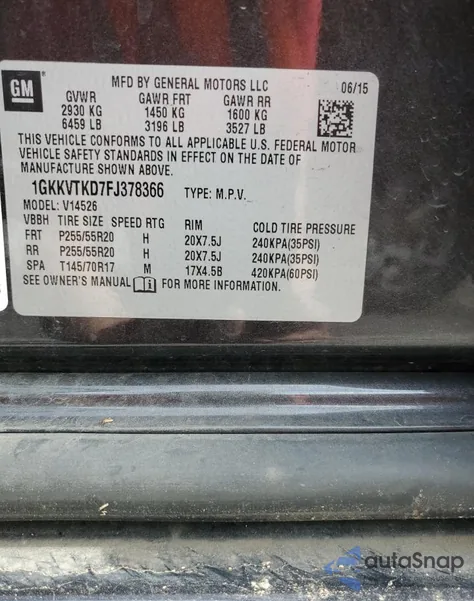 GM
MFD BY GENERAL MOTORS LLC 06/15
GVWR GAWR FRT GAWR RR
2930 KG 1450 KG 1600 KG
6459 LB 3196 LB 3527 LB
THIS VEHICLE CONFORMS TO ALL APPLICABLE U.S. FEDERAL MOTOR
VEHICLE SAFETY STANDARDS IN EFFECT ON THE DATE OF
MANUFACTURE SHOWN ABOVE.
1GKKVTKD7FJ378366 TYPE: M.P.V.
MODEL: V14526
VBBH TIRE SIZE SPEED RTG RIM COLD TIRE PRESSURE
FRT P255/55R20 H 20X7.5J 240KPA(35PSI)
RR P255/55R20 H 20X7.5J 240KPA(35PSI)
SPA T145/70R17 M 17X4.5B 420KPA(60PSI)
SEE OWNER'S MANUAL FOR MORE INFORMATION.
autoSnap